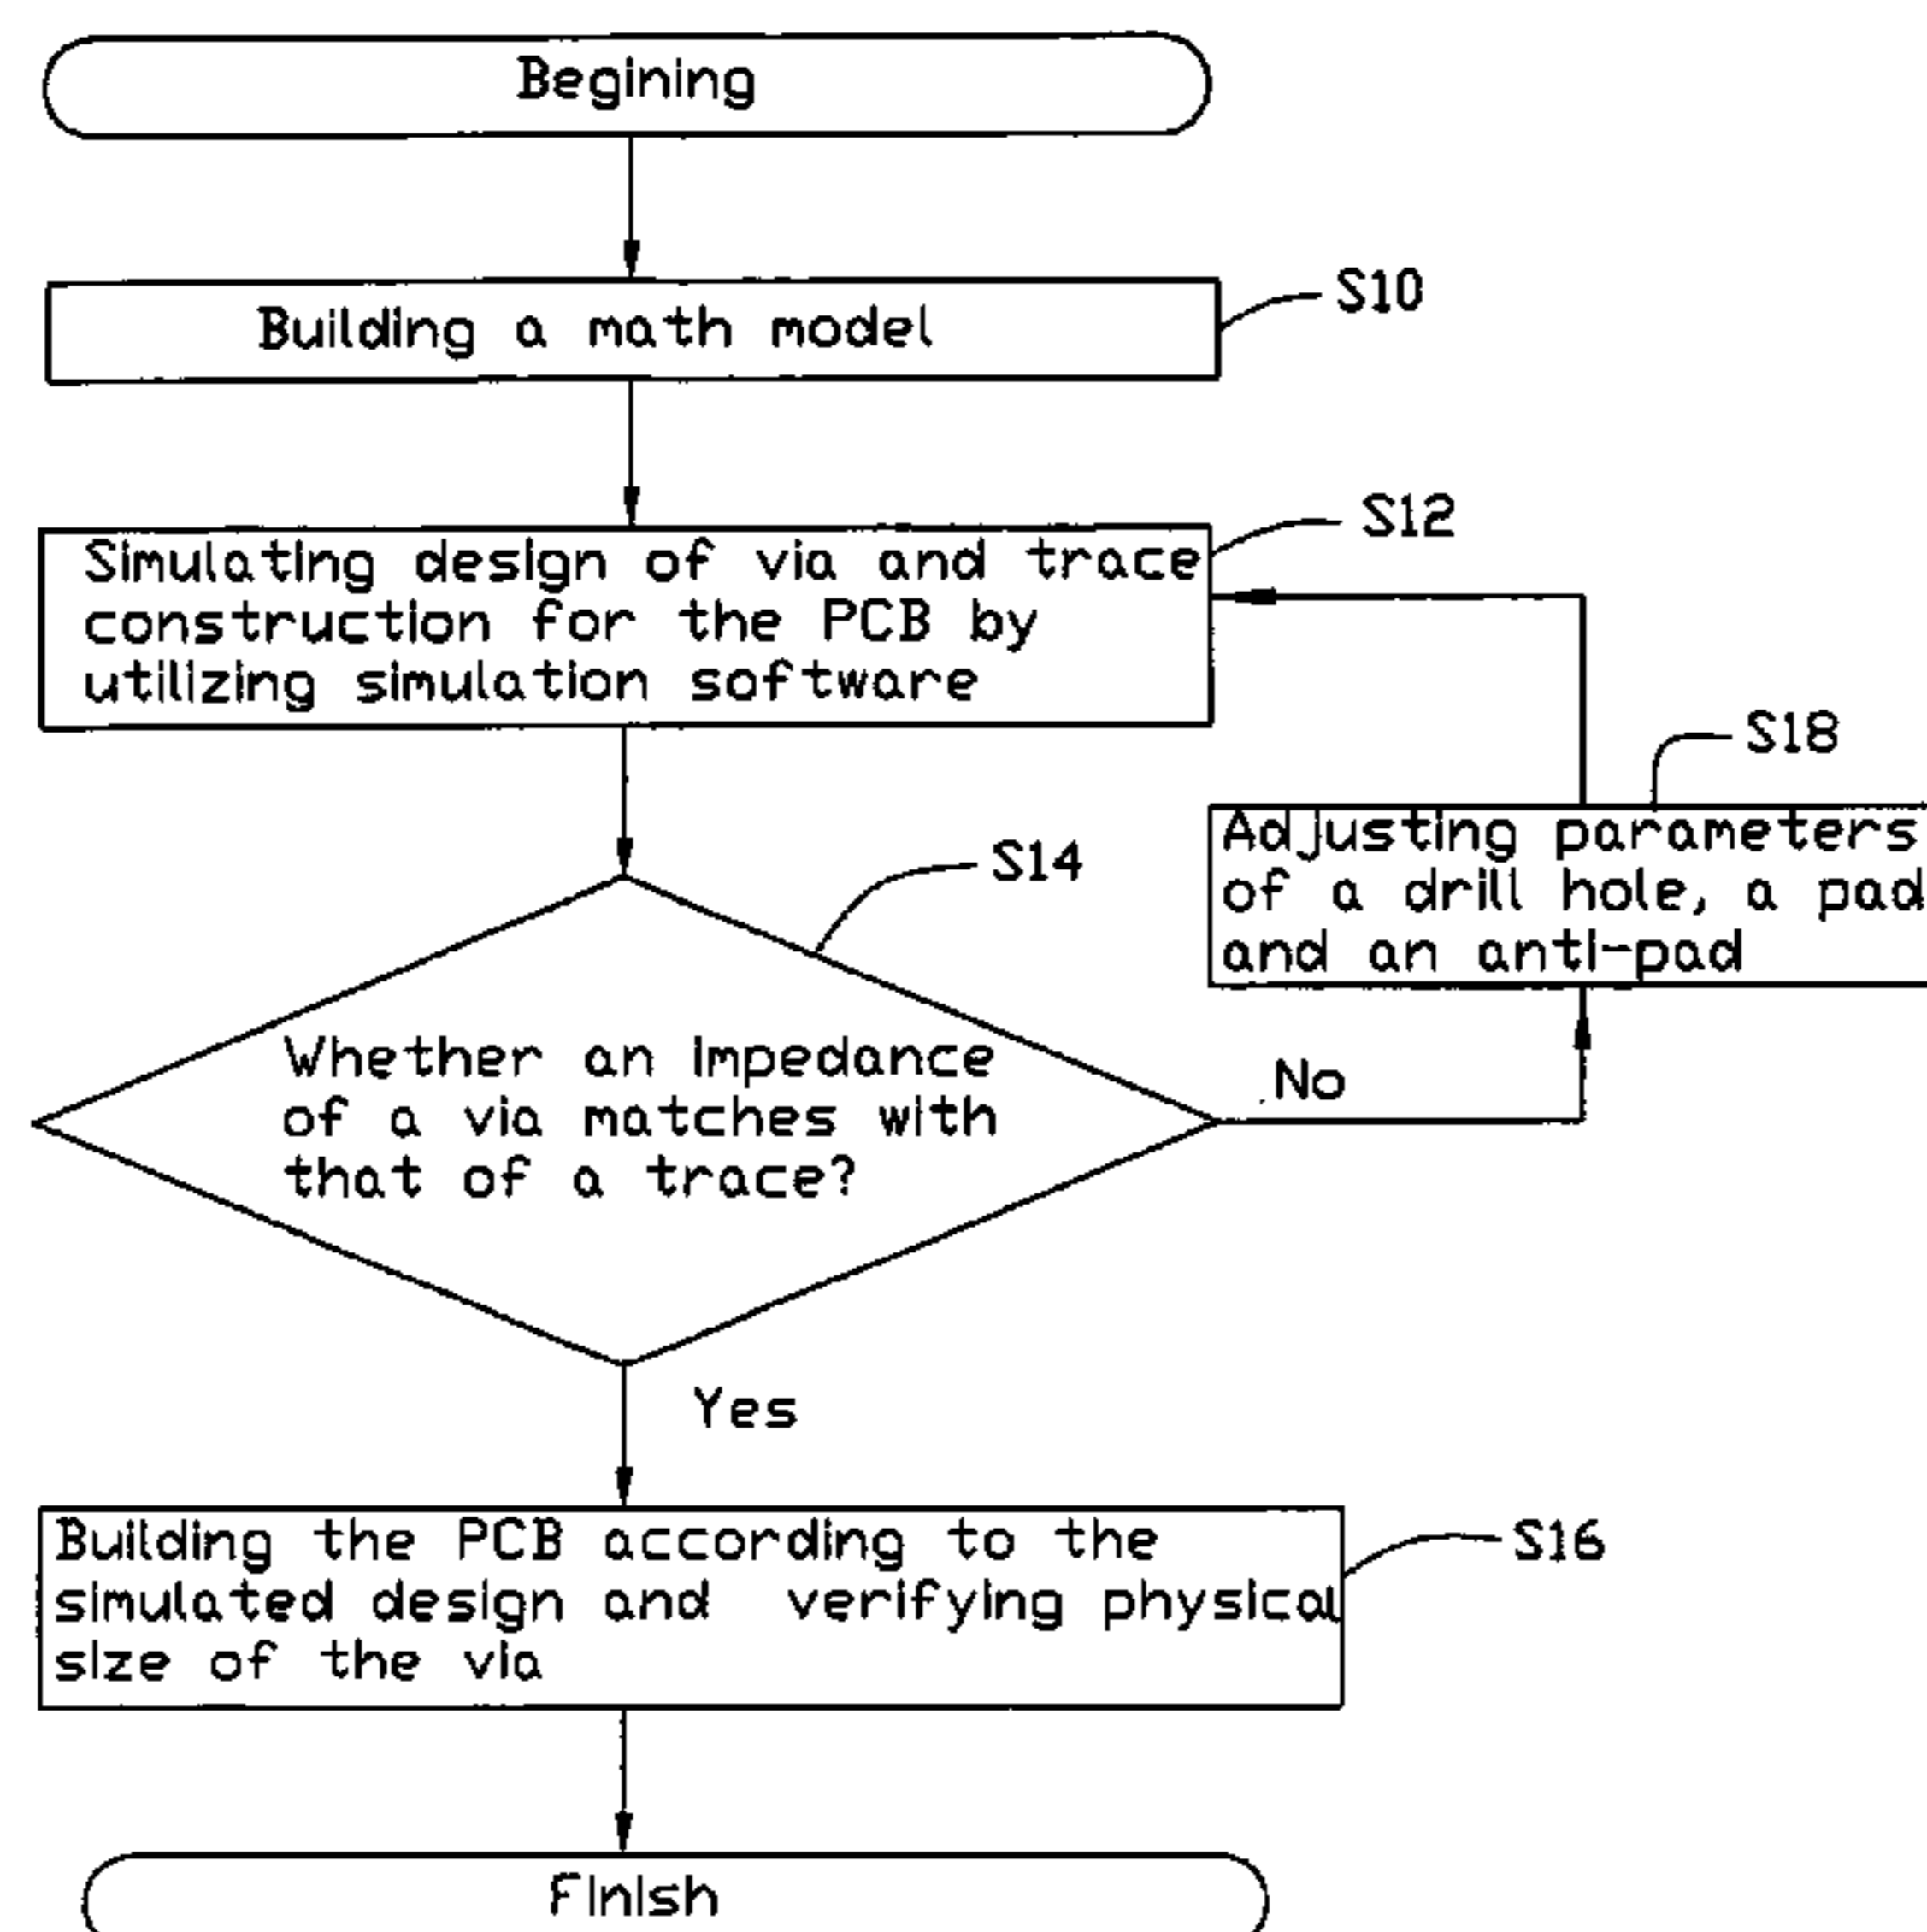 Begining
Building a math model
S10
Simulating design of via and trace
construction for the PCB by
utilizing simulation software
S12
S18
Adjusting parameters
of a drill hole, a pad
and an anti-pad
S14
Whether an impedance
of a via matches with
that of a trace?
No
Yes
Building the PCB according to the
simulated design and verifying physical
size of the via
S16
Finish